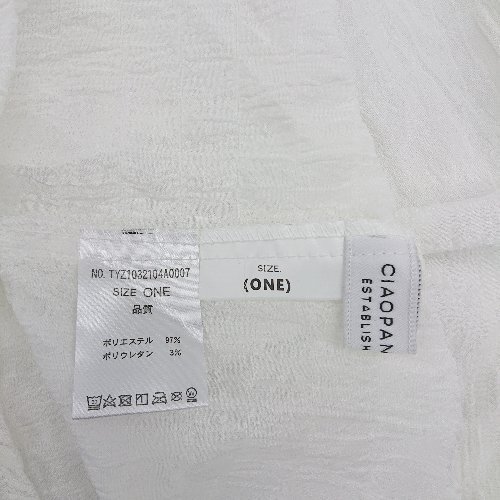 NO. TYZ1032104A0007
SIZE ONE
品質
ポリエステル 97%
ポリウレタン 3%
SIZE:
(ONE)
CIAOPAN
ESTABLISH